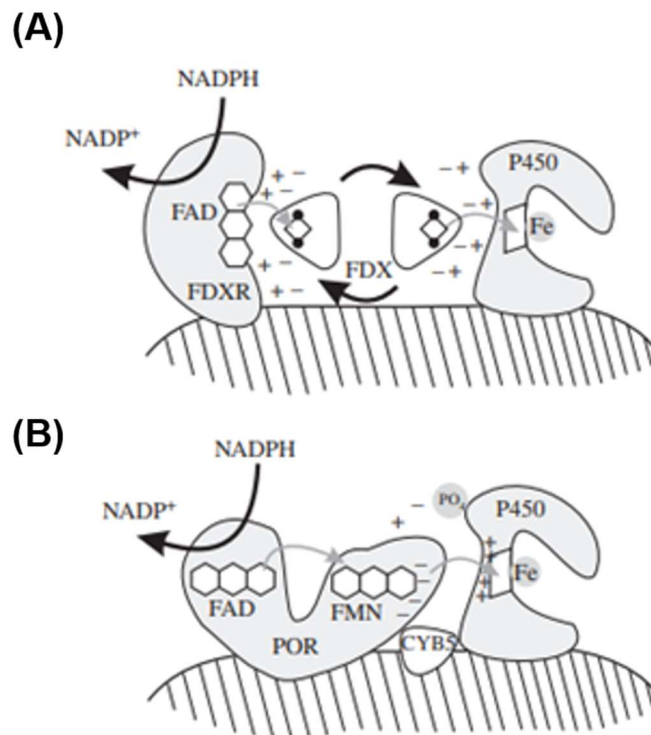 (A)
NADPH
NADP+
P450
FAD
Fe
FDX
FDXR
(B)
NADPH
NADP+
PO4
P450
Fe
FAD
FMN
POR
CYB5